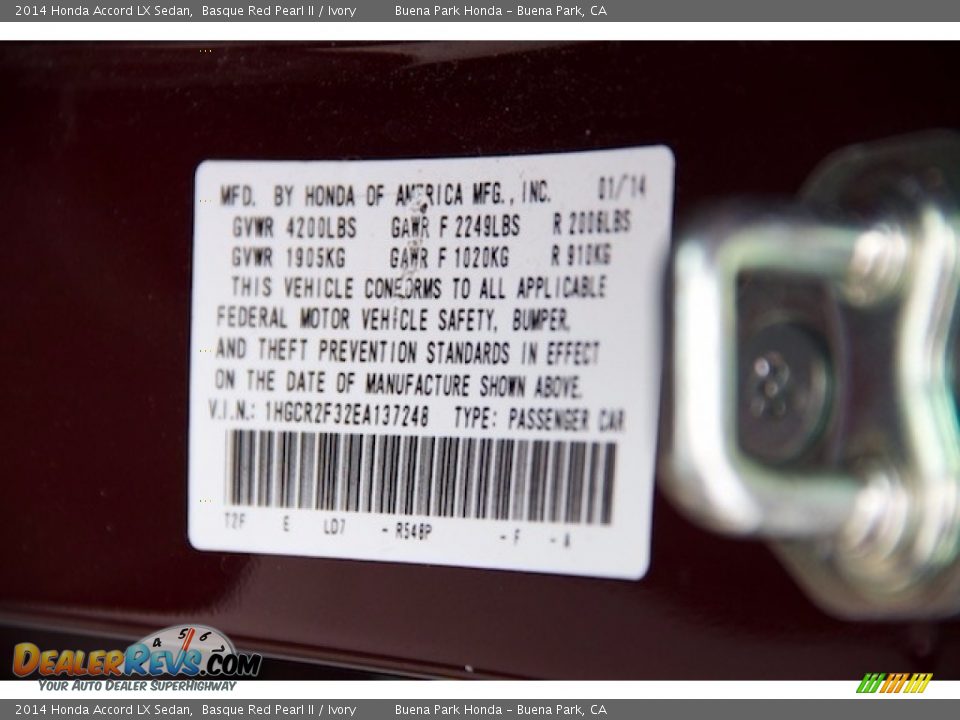 2014 Honda Accord LX Sedan, Basque Red Pearl II / Ivory Buena Park Honda - Buena Park, CA
MFD. BY HONDA OF AMERICA MFG., INC. 01/'14
GVWR 4200LBS GAWR F 2249LBS R 2006LBS
GVWR 1905KG GAWR F 1020KG R 910KG
THIS VEHICLE CONFORMS TO ALL APPLICABLE
FEDERAL MOTOR VEHICLE SAFETY, BUMPER,
AND THEFT PREVENTION STANDARDS IN EFFECT
ON THE DATE OF MANUFACTURE SHOWN ABOVE.
V.I.N.: 1HGCR2F32EA137248 TYPE: PASSENGER CAR
T2F E LD7 - R548P - F - A
4 5 6 7
DEALERREVS.COM
YOUR AUTO DEALER SUPERHIGHWAY
2014 Honda Accord LX Sedan, Basque Red Pearl II / Ivory Buena Park Honda - Buena Park, CA